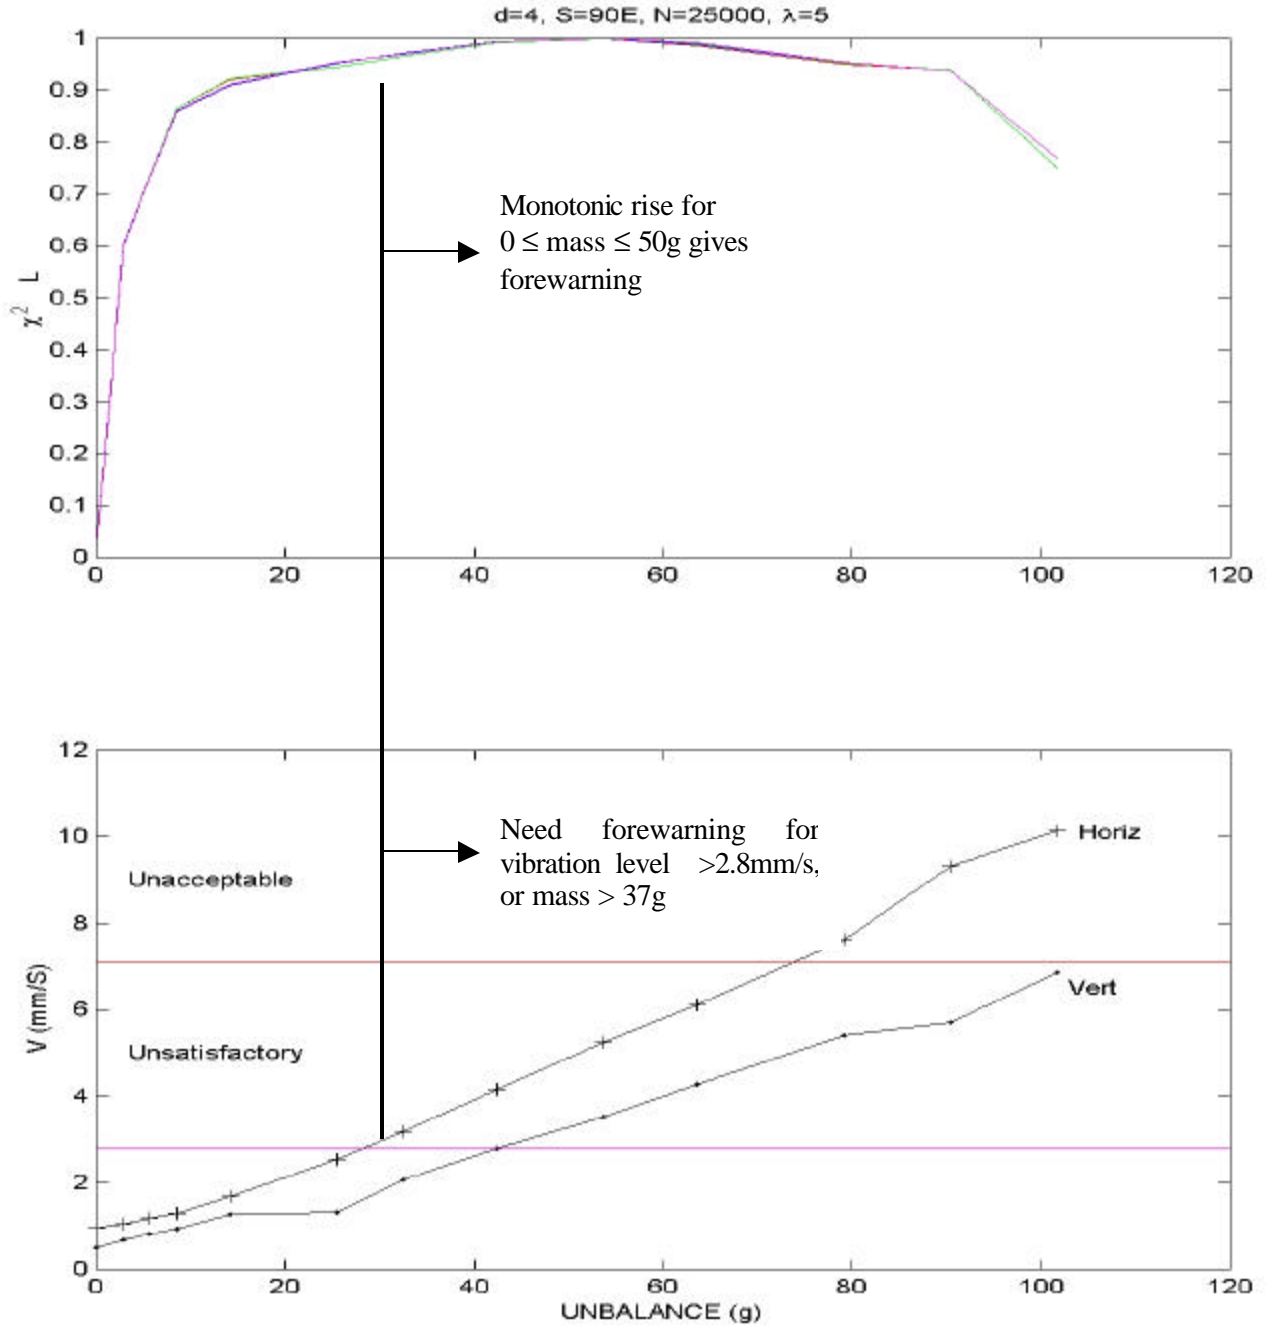 d=4, S=90E, N=25000, λ=5
1
0.9
0.8
0.7
0.6
0.5
0.4
0.3
0.2
0.1
0
χ² L
Monotonic rise for
0 ≤ mass ≤ 50g gives
forewarning
0 20 40 60 80 100 120
12
10
8
6
4
2
0
V (mm/S)
Need forewarning for
vibration level >2.8mm/s,
or mass > 37g
Horiz
Unacceptable
Vert
Unsatisfactory
0 20 40 60 80 100 120
UNBALANCE (g)